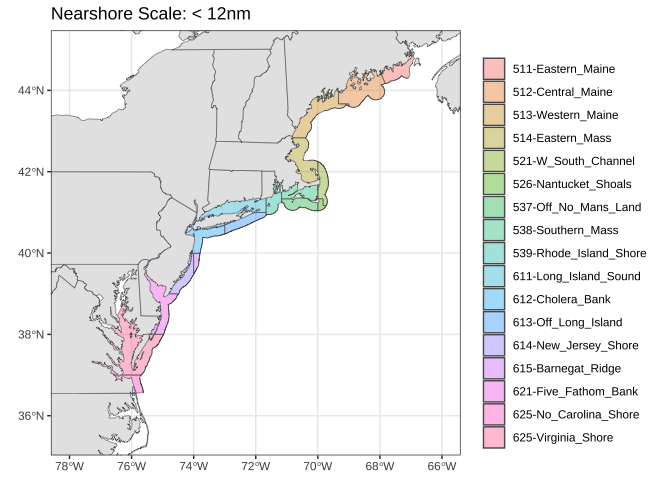 Nearshore Scale: < 12nm
44°N
42°N
40°N
38°N
36°N
78°W
76°W
74°W
72°W
70°W
68°W
66°W
511-Eastern_Maine
512-Central_Maine
513-Western_Maine
514-Eastern_Mass
521-W_South_Channel
526-Nantucket_Shoals
537-Off_No_Mans_Land
538-Southern_Mass
539-Rhode_Island_Shore
611-Long_Island_Sound
612-Cholera_Bank
613-Off_Long_Island
614-New_Jersey_Shore
615-Barnegat_Ridge
621-Five_Fathom_Bank
625-No_Carolina_Shore
625-Virginia_Shore